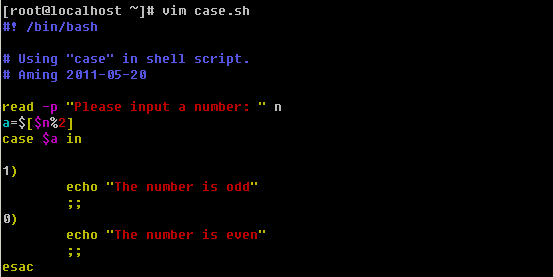 [root@localhost ~]# vim case.sh
#! /bin/bash
# Using "case" in shell script.
# Aming 2011-05-20
read -p "Please input a number: " n
a=$[$n%2]
case $a in
1)
echo "The number is odd"
;;
0)
echo "The number is even"
;;
esac